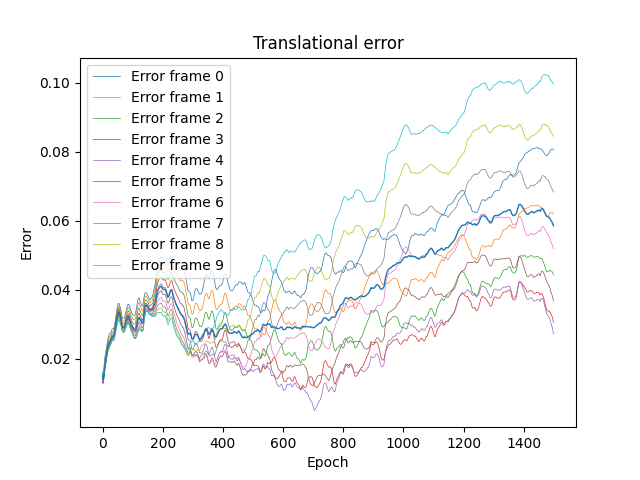 Translational error
Error
0.10
0.08
0.06
0.04
0.02
Error frame 0
Error frame 1
Error frame 2
Error frame 3
Error frame 4
Error frame 5
Error frame 6
Error frame 7
Error frame 8
Error frame 9
0 200 400 600 800 1000 1200 1400
Epoch